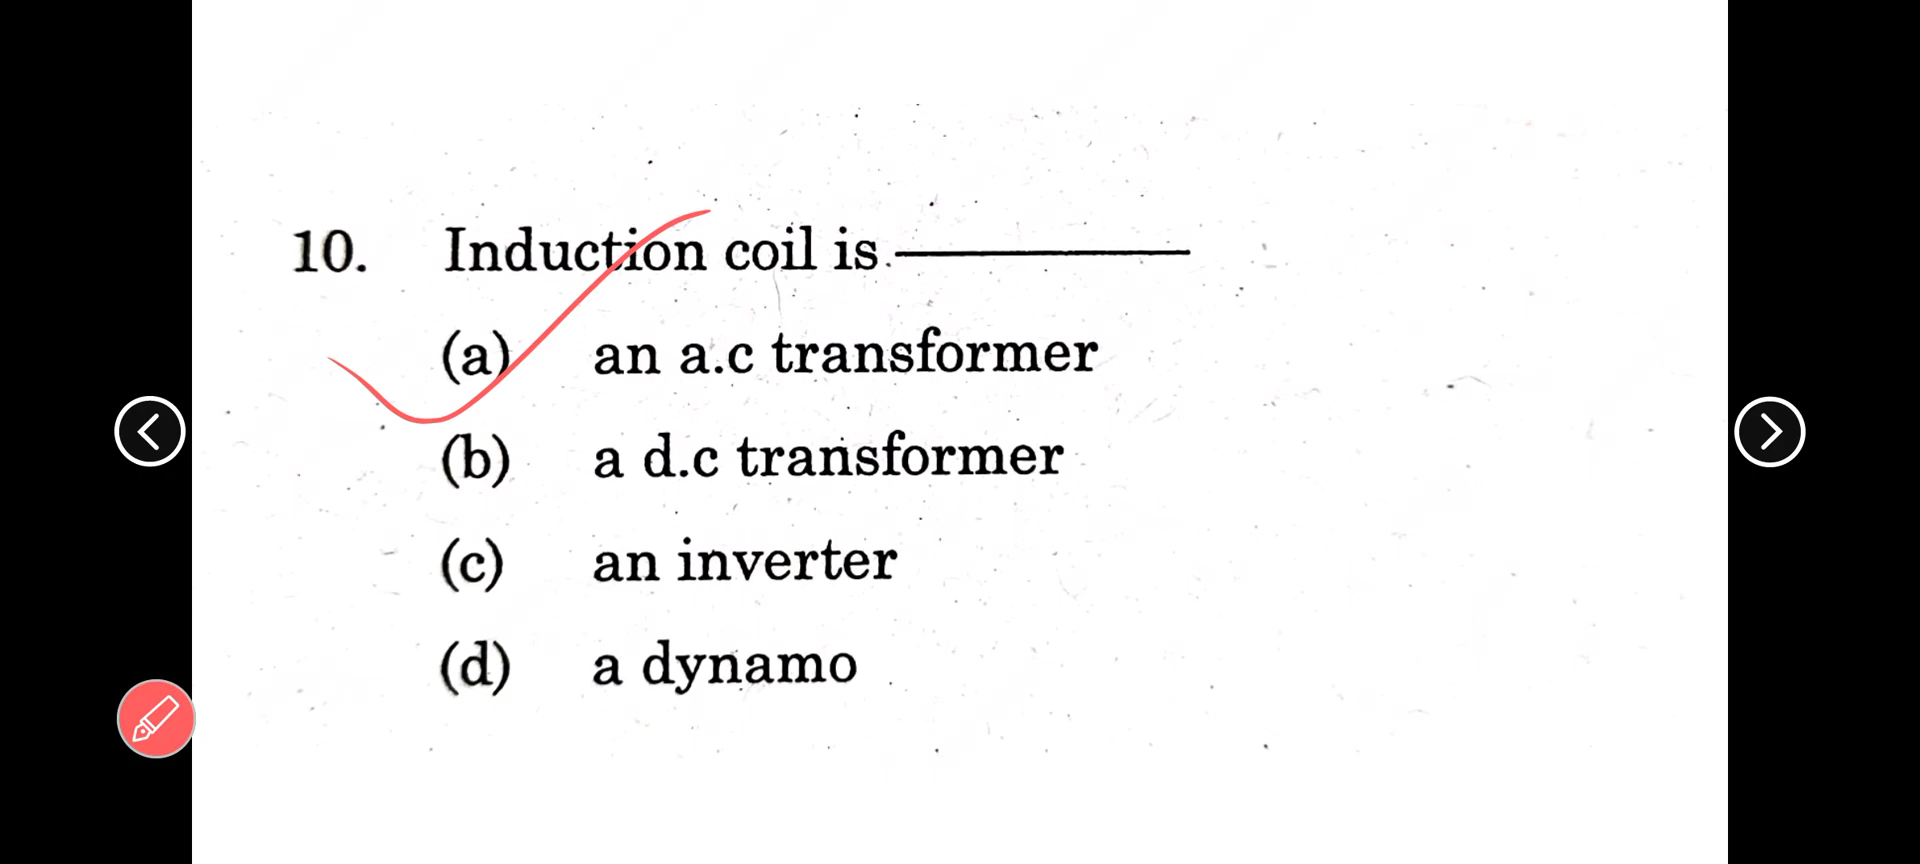 10. Induction coil is
(a) an a.c transformer
(b) a d.c transformer
(c) an inverter
(d) a dynamo